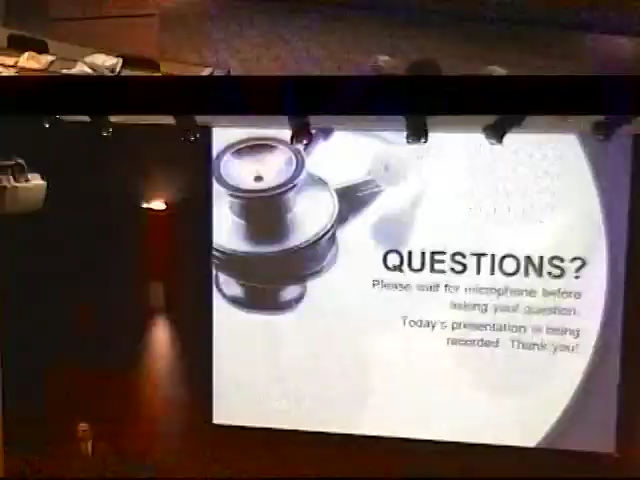 QUESTIONS?
Please wait for microphone before
asking your question.
Today's presentation is being
recorded. Thank you!